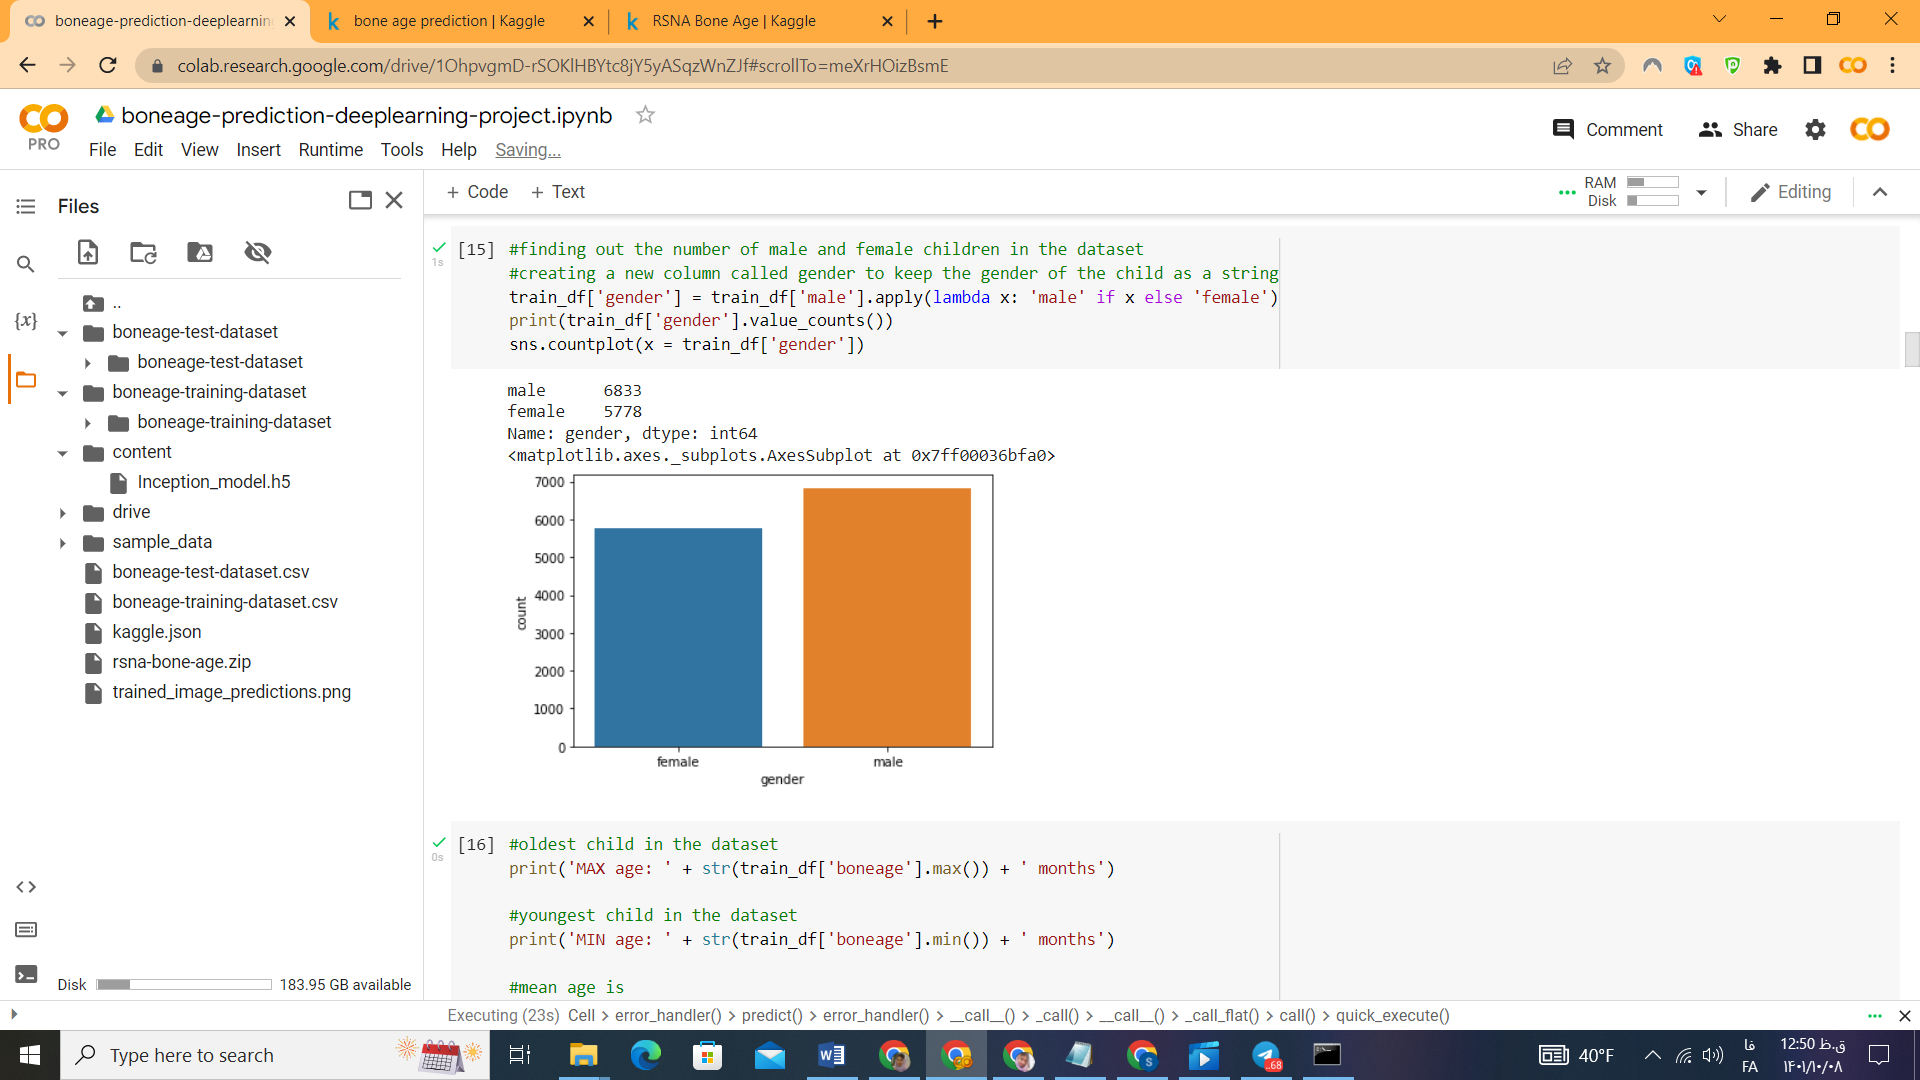 boneage-prediction-deeplearnin
bone age prediction | Kaggle
RSNA Bone Age | Kaggle
colab.research.google.com/drive/1OhpvgmD-rSOKlHBYtc8jY5yASqzWnZJf#scrollTo=meXrHOizBsmE
PRO
boneage-prediction-deeplearning-project.ipynb
File Edit View Insert Runtime Tools Help Saving...
Comment
Share
Files
+ Code + Text
RAM
Disk
Editing
{x}
..
boneage-test-dataset
boneage-test-dataset
boneage-training-dataset
boneage-training-dataset
content
Inception_model.h5
drive
sample_data
boneage-test-dataset.csv
boneage-training-dataset.csv
kaggle.json
rsna-bone-age.zip
trained_image_predictions.png
Disk 183.95 GB available
[15] #finding out the number of male and female children in the dataset
1s
#creating a new column called gender to keep the gender of the child as a string
train_df['gender'] = train_df['male'].apply(lambda x: 'male' if x else 'female')
print(train_df['gender'].value_counts())
sns.countplot(x = train_df['gender'])
male 6833
female 5778
Name: gender, dtype: int64
<matplotlib.axes._subplots.AxesSubplot at 0x7ff00036bfa0>
7000
6000
5000
4000
3000
2000
1000
0
count
female male
gender
[16] #oldest child in the dataset
0s
print('MAX age: ' + str(train_df['boneage'].max()) + ' months')
#youngest child in the dataset
print('MIN age: ' + str(train_df['boneage'].min()) + ' months')
#mean age is
Executing (23s) Cell > error_handler() > predict() > error_handler() > __call__() > _call() > __call__() > _call_flat() > call() > quick_execute()
Type here to search
..68
40°F
فا
FA
12:50 ق.ظ
۱۴۰۱/۱۰/۰۸